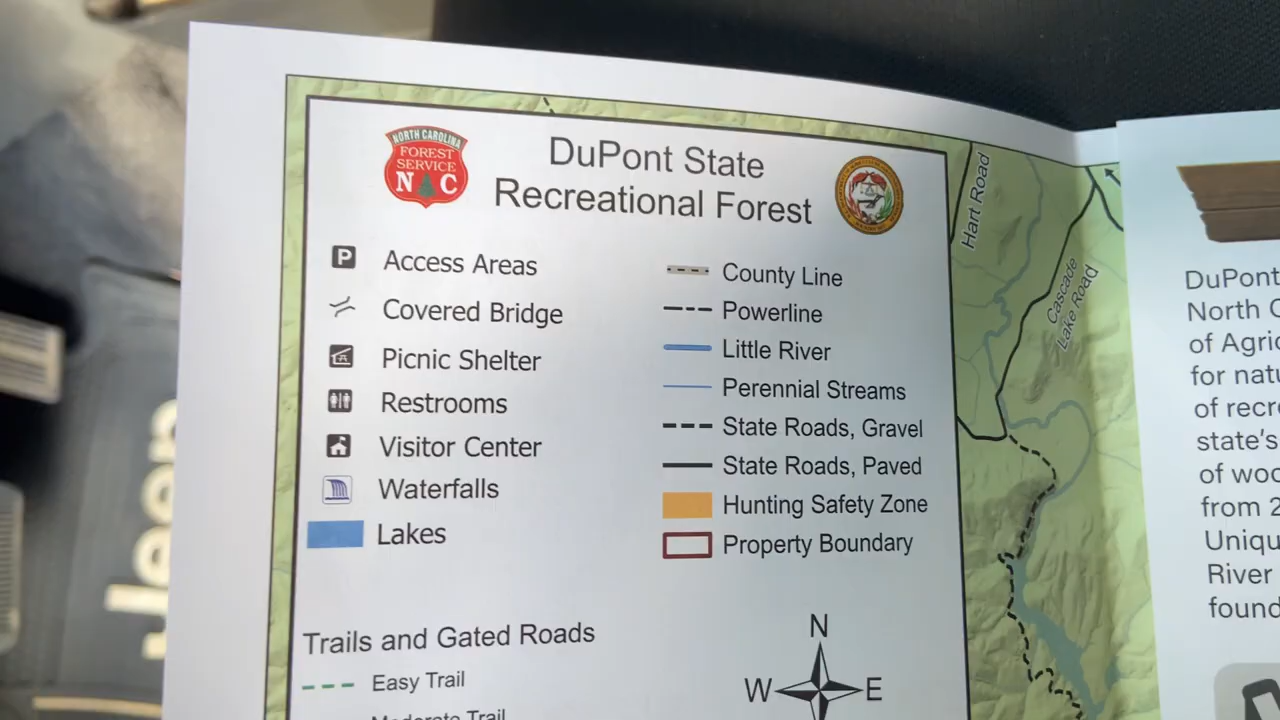 NORTH CAROLINA
FOREST
SERVICE
N C
DuPont State
Recreational Forest
P
Access Areas
Covered Bridge
Picnic Shelter
Restrooms
Visitor Center
Waterfalls
Lakes
County Line
Powerline
Little River
Perennial Streams
State Roads, Gravel
State Roads, Paved
Hunting Safety Zone
Property Boundary
Trails and Gated Roads
Easy Trail
Moderate Trail
N
W E
Hart Road
Cascade
Lake Road
DuPont
North C
of Agric
for natu
of recre
state's
of woo
from 2
Uniqu
River
found